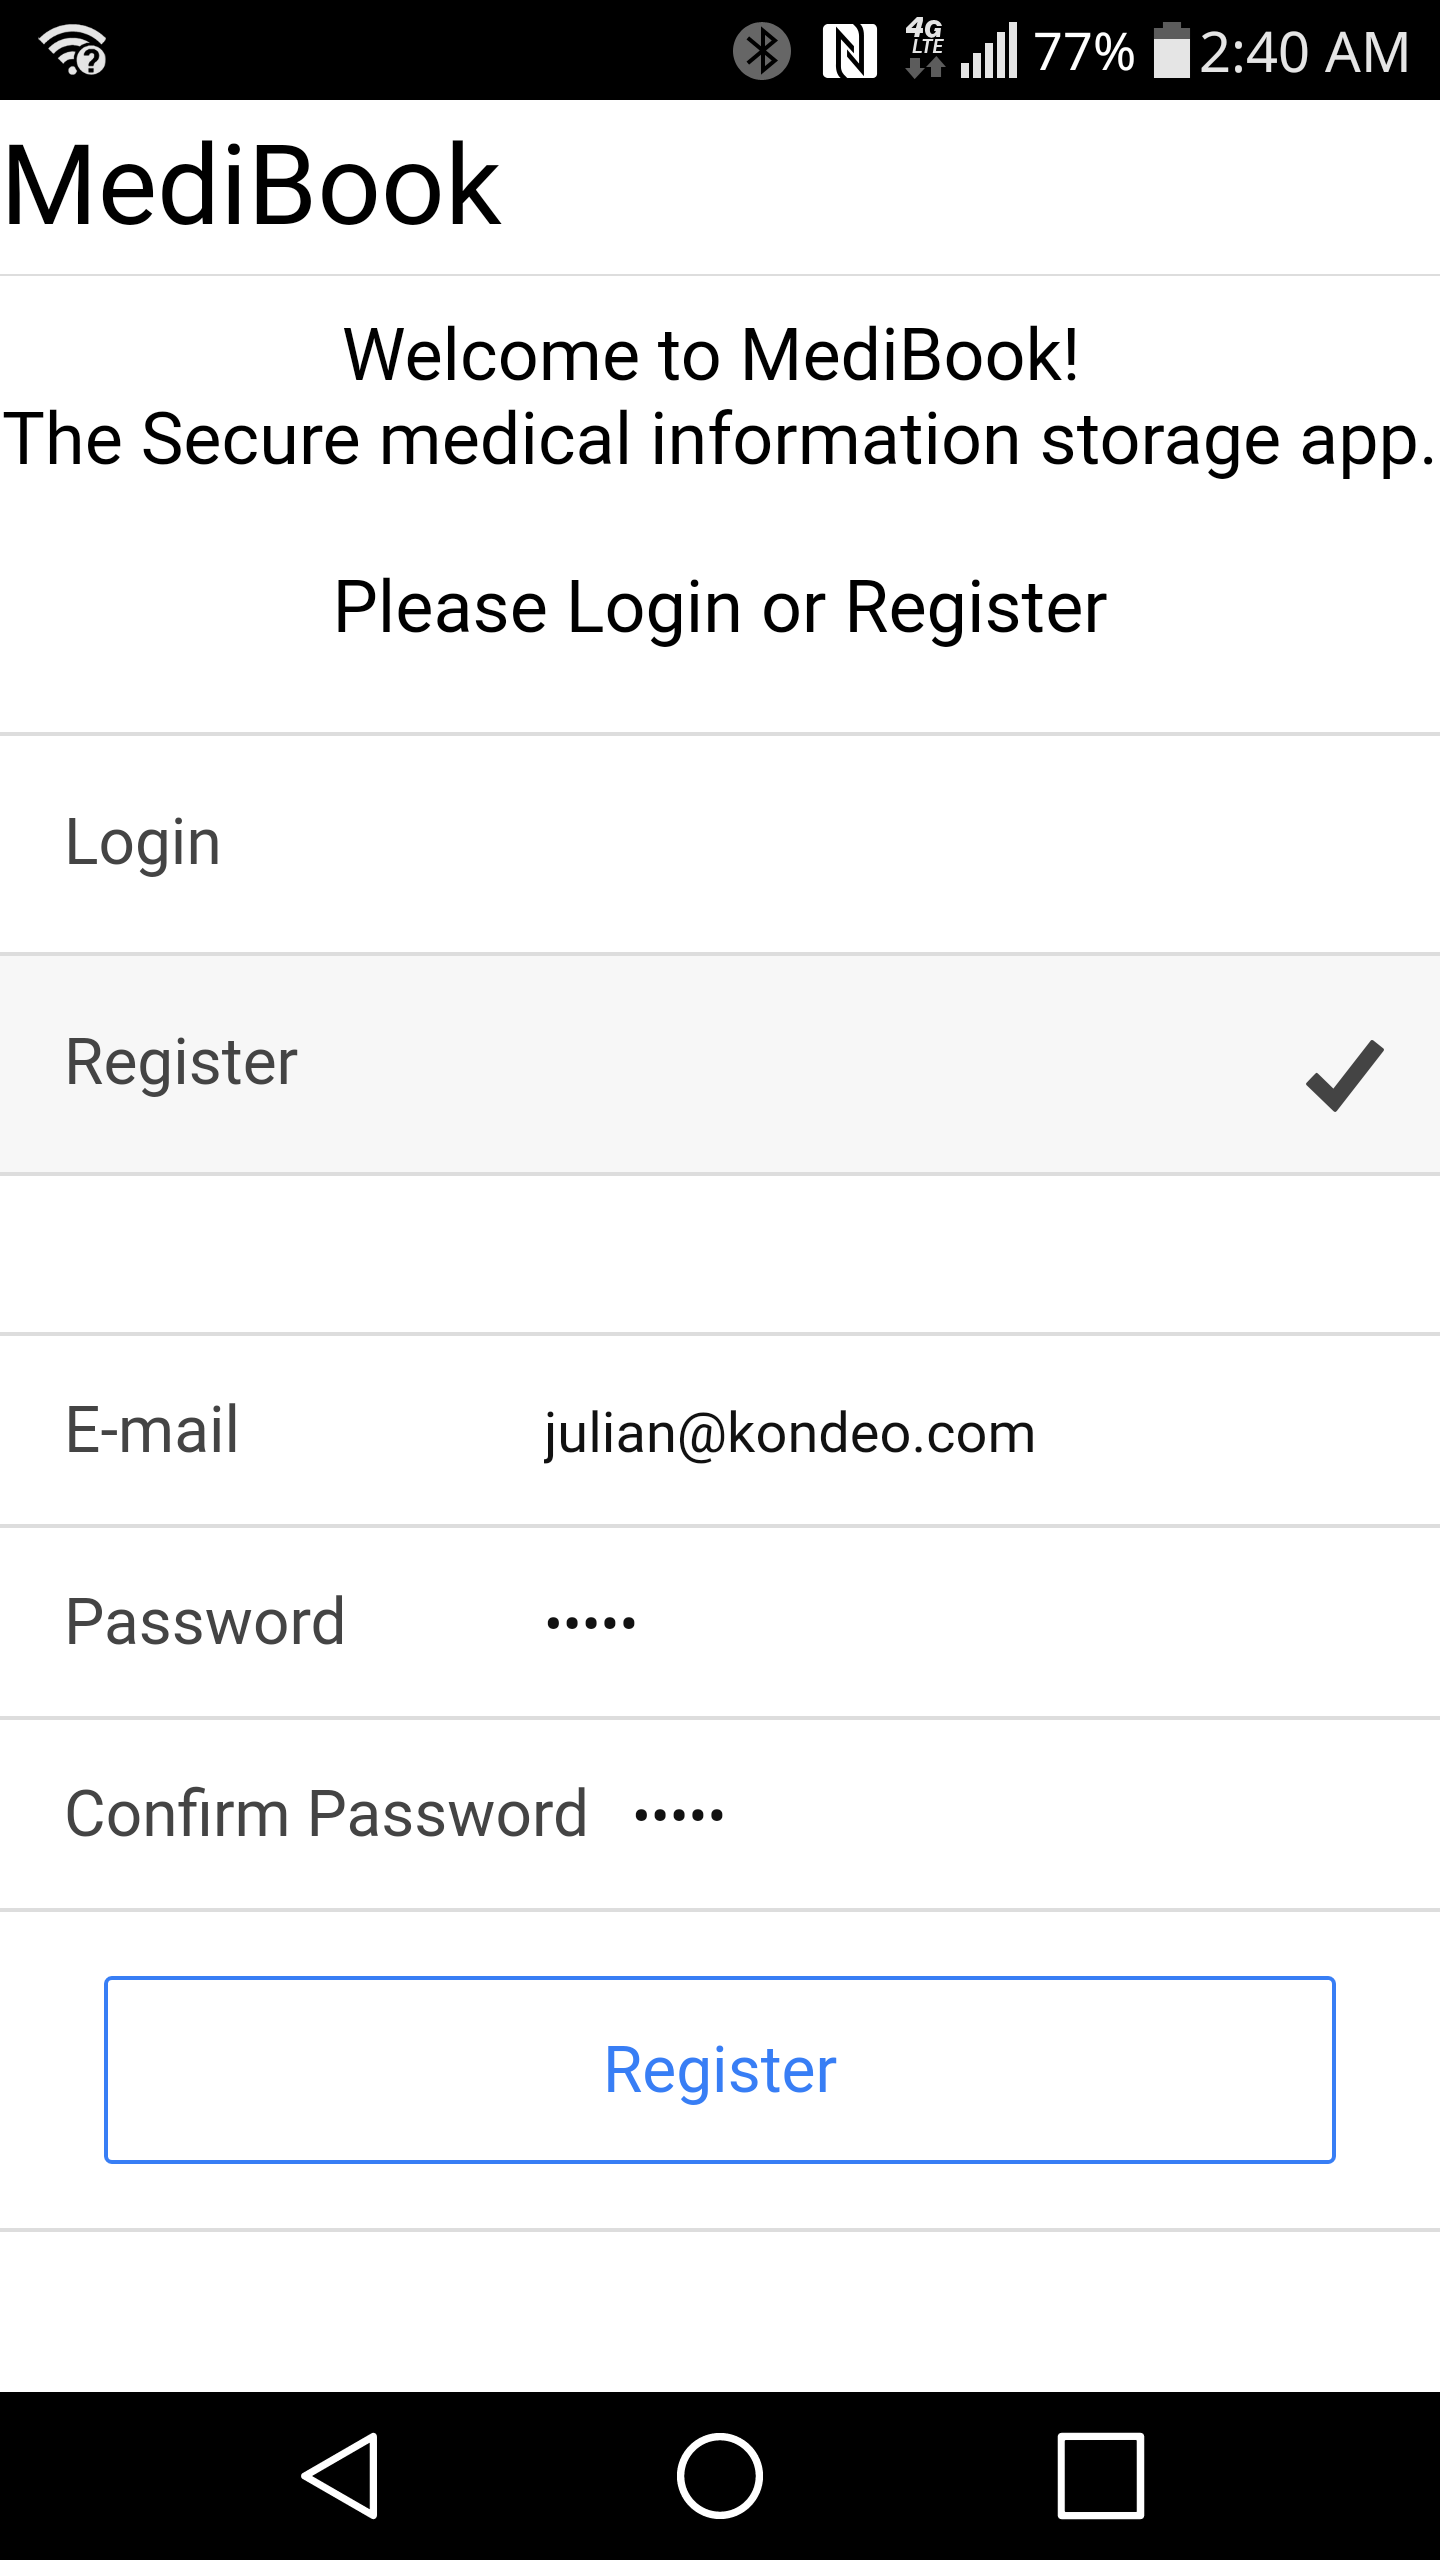 4G LTE 77% 2:40 AM
MediBook
Welcome to MediBook!
The Secure medical information storage app.
Please Login or Register
Login
Register
E-mail julian@kondeo.com
Password •••••
Confirm Password •••••
Register